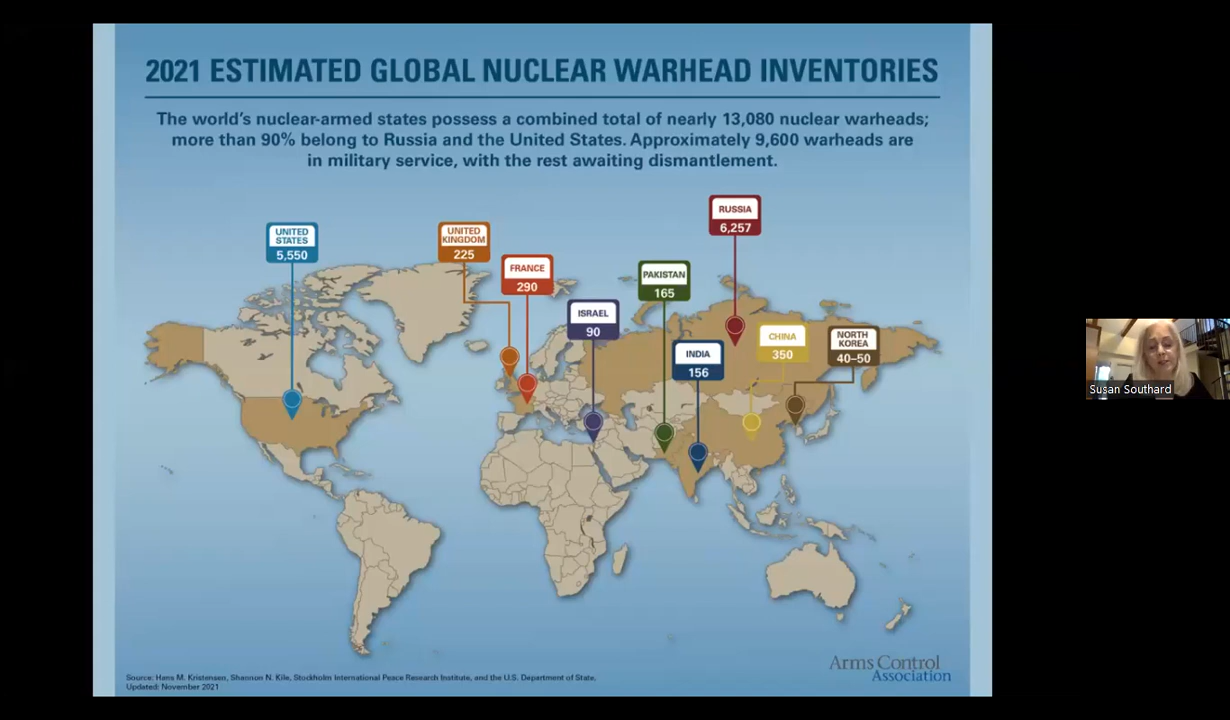 2021 ESTIMATED GLOBAL NUCLEAR WARHEAD INVENTORIES
The world's nuclear-armed states possess a combined total of nearly 13,080 nuclear warheads;
more than 90% belong to Russia and the United States. Approximately 9,600 warheads are
in military service, with the rest awaiting dismantlement.
RUSSIA
6,257
UNITED
STATES
5,550
UNITED
KINGDOM
225
FRANCE
290
PAKISTAN
165
ISRAEL
90
INDIA
156
CHINA
350
NORTH
KOREA
40–50
Susan Southard
Arms Control
Association
Source: Hans M. Kristensen, Shannon N. Kile, Stockholm International Peace Research Institute, and the U.S. Department of State.
Updated: November 2021